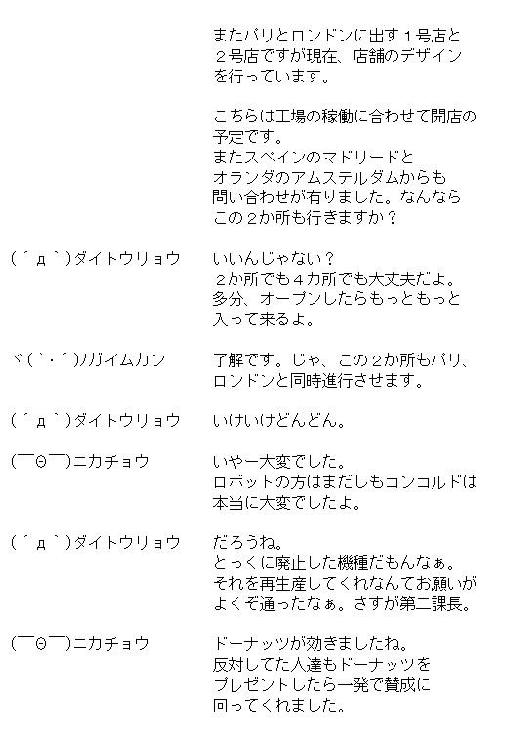 またパリとロンドンに出す１号店と
２号店ですが現在、店舗のデザイン
を行っています。
こちらは工場の稼働に合わせて開店の
予定です。
またスペインのマドリードと
オランダのアムステルダムからも
問い合わせが有りました。なんなら
この２か所も行きますか？
(´д｀)ダイトウリョウ　いいんじゃない？
２か所でも４カ所でも大丈夫だよ。
多分、オープンしたらもっともっと
入って来るよ。
ヾ(｀･´)ﾉガイムカン　了解です。じゃ、この２か所もパリ、
ロンドンと同時進行させます。
(´д｀)ダイトウリョウ　いけいけどんどん。
(￣Θ￣)ニカチョウ　いやー大変でした。
ロボットの方はまだしもコンコルドは
本当に大変でしたよ。
(´д｀)ダイトウリョウ　だろうね。
とっくに廃止した機種だもんなぁ。
それを再生産してくれなんてお願いが
よくぞ通ったなぁ。さすが第二課長。
(￣Θ￣)ニカチョウ　ドーナッツが効きましたね。
反対してた人達もドーナッツを
プレゼントしたら一発で賛成に
回ってくれました。